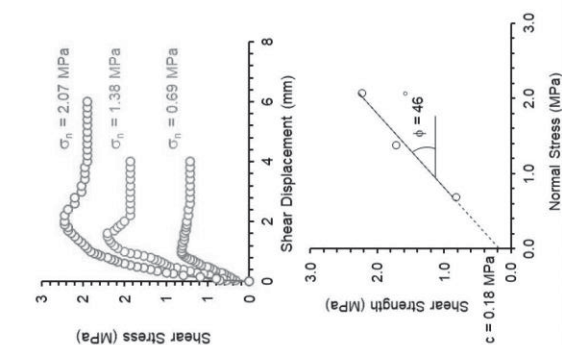 σn = 2.07 MPa
σn = 1.38 MPa
σn = 0.69 MPa
Shear Stress (MPa)
3
2
1
0
0
2
4
6
8
Shear Displacement (mm)
Shear Strength (MPa)
3.0
2.0
1.0
0.0
c = 0.18 MPa
ϕ = 46°
0.0
1.0
2.0
3.0
Normal Stress (MPa)